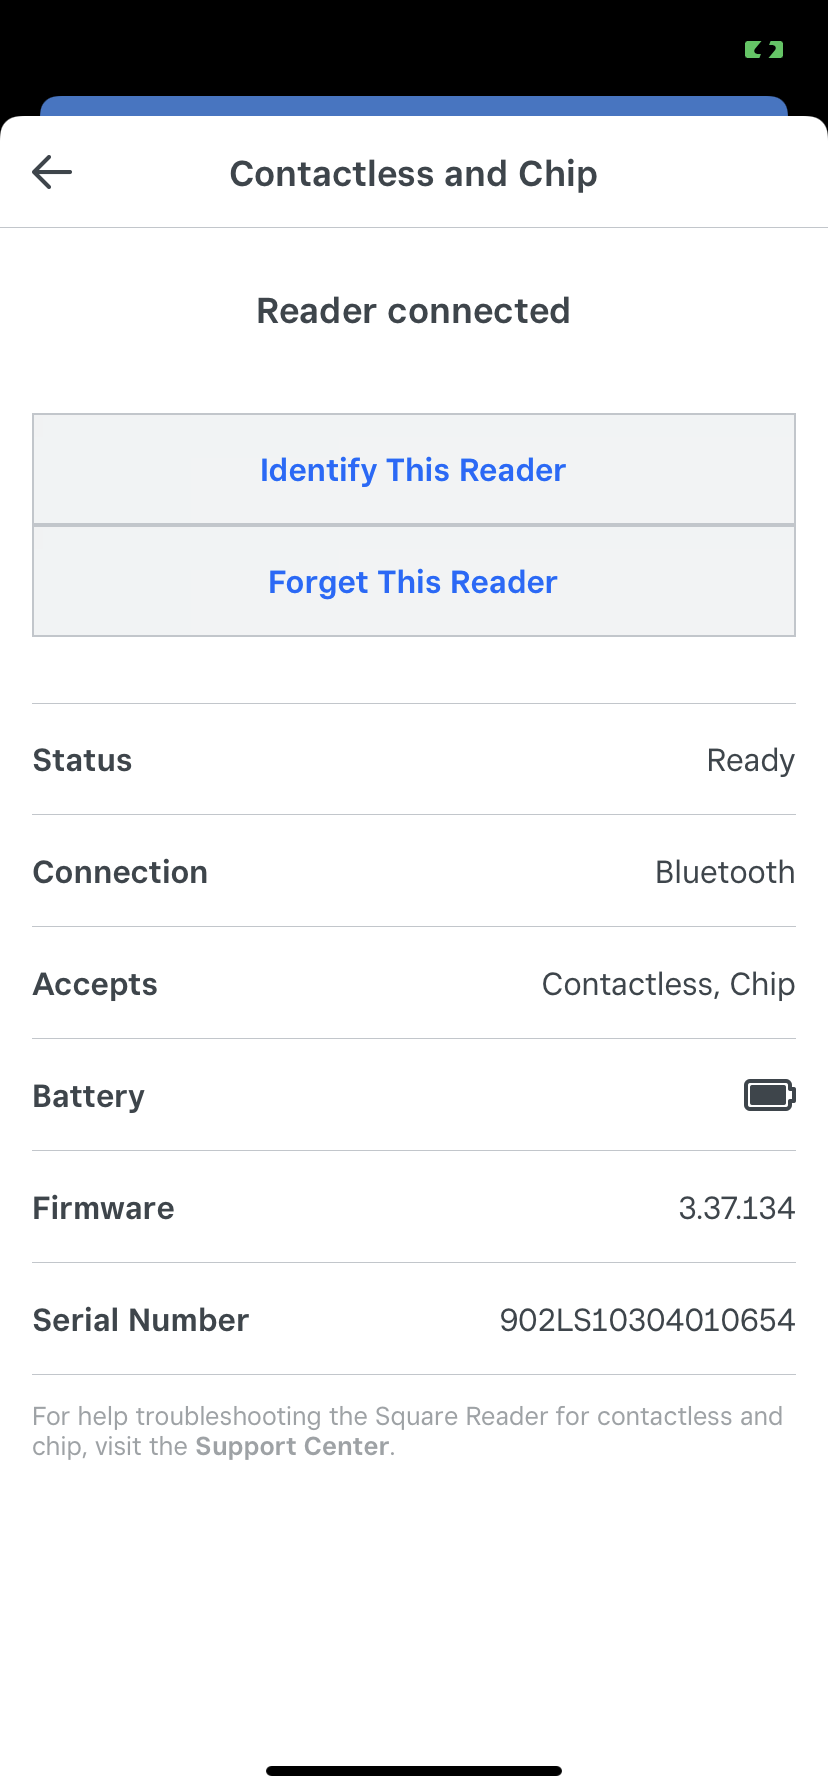 Contactless and Chip
Reader connected
Identify This Reader
Forget This Reader
Status Ready
Connection Bluetooth
Accepts Contactless, Chip
Battery
Firmware 3.37.134
Serial Number 902LS10304010654
For help troubleshooting the Square Reader for contactless and
chip, visit the Support Center.